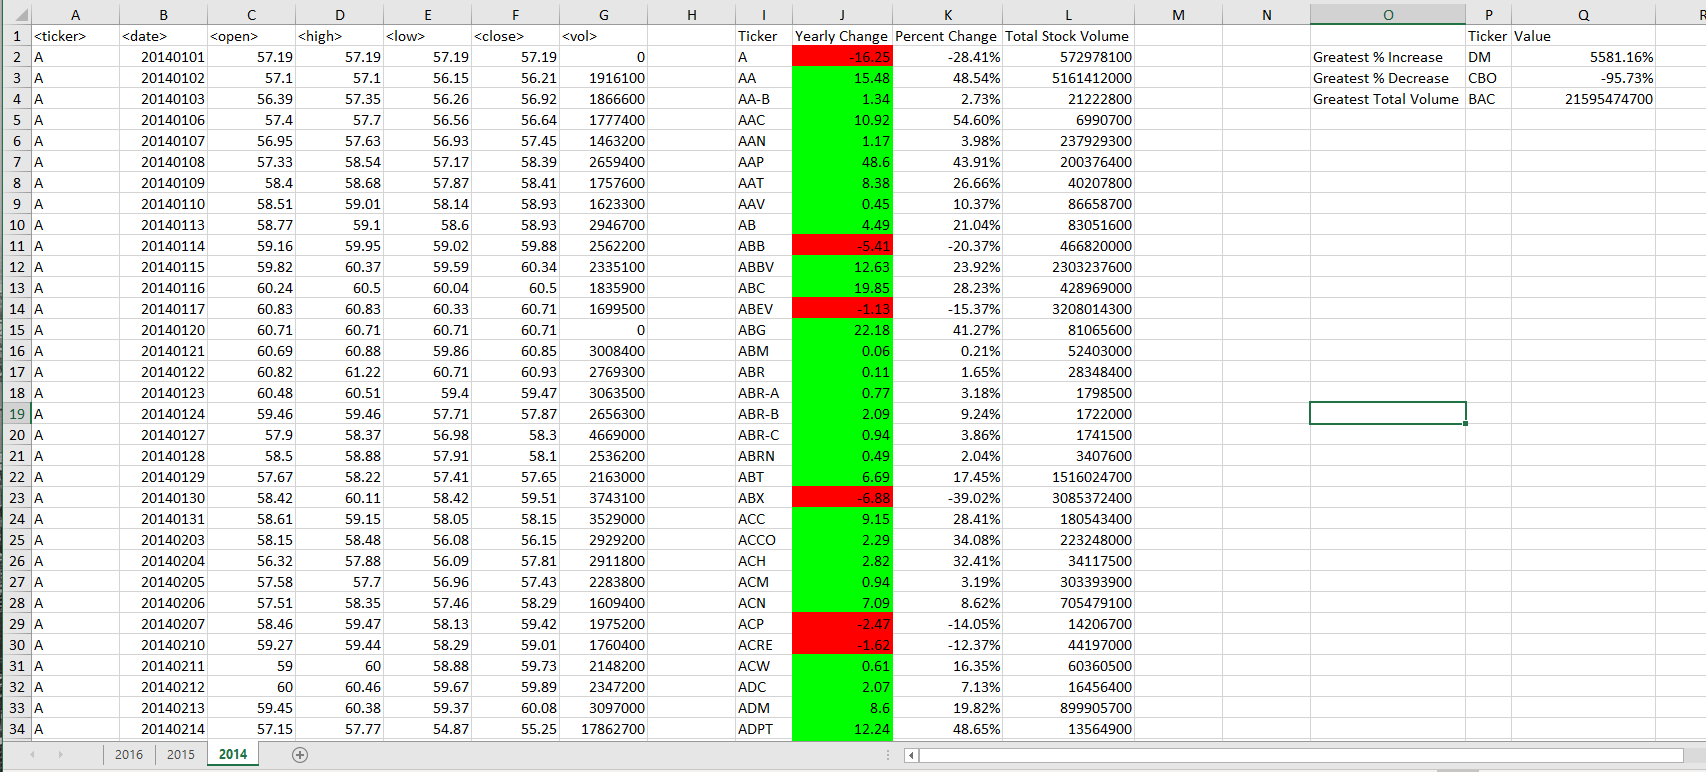 A B C D E F G H I J K L M N O P Q R
1 <ticker> <date> <open> <high> <low> <close> <vol> Ticker Yearly Change Percent Change Total Stock Volume Ticker Value
2 A 20140101 57.19 57.19 57.19 57.19 0 A -16.25 -28.41% 572978100 Greatest % Increase DM 5581.16%
3 A 20140102 57.1 57.1 56.15 56.21 1916100 AA 15.48 48.54% 5161412000 Greatest % Decrease CBO -95.73%
4 A 20140103 56.39 57.35 56.26 56.92 1866600 AA-B 1.34 2.73% 21222800 Greatest Total Volume BAC 21595474700
5 A 20140106 57.4 57.7 56.56 56.64 1777400 AAC 10.92 54.60% 6990700
6 A 20140107 56.95 57.63 56.93 57.45 1463200 AAN 1.17 3.98% 237929300
7 A 20140108 57.33 58.54 57.17 58.39 2659400 AAP 48.6 43.91% 200376400
8 A 20140109 58.4 58.68 57.87 58.41 1757600 AAT 8.38 26.66% 40207800
9 A 20140110 58.51 59.01 58.14 58.93 1623300 AAV 0.45 10.37% 86658700
10 A 20140113 58.77 59.1 58.6 58.93 2946700 AB 4.49 21.04% 83051600
11 A 20140114 59.16 59.95 59.02 59.88 2562200 ABB -5.41 -20.37% 466820000
12 A 20140115 59.82 60.37 59.59 60.34 2335100 ABBV 12.63 23.92% 2303237600
13 A 20140116 60.24 60.5 60.04 60.5 1835900 ABC 19.85 28.23% 428969000
14 A 20140117 60.83 60.83 60.33 60.71 1699500 ABEV -1.13 -15.37% 3208014300
15 A 20140120 60.71 60.71 60.71 60.71 0 ABG 22.18 41.27% 81065600
16 A 20140121 60.69 60.88 59.86 60.85 3008400 ABM 0.06 0.21% 52403000
17 A 20140122 60.82 61.22 60.71 60.93 2769300 ABR 0.11 1.65% 28348400
18 A 20140123 60.48 60.51 59.4 59.47 3063500 ABR-A 0.77 3.18% 1798500
19 A 20140124 59.46 59.46 57.71 57.87 2656300 ABR-B 2.09 9.24% 1722000
20 A 20140127 57.9 58.37 56.98 58.3 4669000 ABR-C 0.94 3.86% 1741500
21 A 20140128 58.5 58.88 57.91 58.1 2536200 ABRN 0.49 2.04% 3407600
22 A 20140129 57.67 58.22 57.41 57.65 2163000 ABT 6.69 17.45% 1516024700
23 A 20140130 58.42 60.11 58.42 59.51 3743100 ABX -6.88 -39.02% 3085372400
24 A 20140131 58.61 59.15 58.05 58.15 3529000 ACC 9.15 28.41% 180543400
25 A 20140203 58.15 58.48 56.08 56.15 2929200 ACCO 2.29 34.08% 223248000
26 A 20140204 56.32 57.88 56.09 57.81 2911800 ACH 2.82 32.41% 34117500
27 A 20140205 57.58 57.7 56.96 57.43 2283800 ACM 0.94 3.19% 303393900
28 A 20140206 57.51 58.35 57.46 58.29 1609400 ACN 7.09 8.62% 705479100
29 A 20140207 58.46 59.47 58.13 59.42 1975200 ACP -2.47 -14.05% 14206700
30 A 20140210 59.27 59.44 58.29 59.01 1760400 ACRE -1.62 -12.37% 44197000
31 A 20140211 59 60 58.88 59.73 2148200 ACW 0.61 16.35% 60360500
32 A 20140212 60 60.46 59.67 59.89 2347200 ADC 2.07 7.13% 16456400
33 A 20140213 59.45 60.38 59.37 60.08 3097000 ADM 8.6 19.82% 899905700
34 A 20140214 57.15 57.77 54.87 55.25 17862700 ADPT 12.24 48.65% 13564900
2016 2015 2014